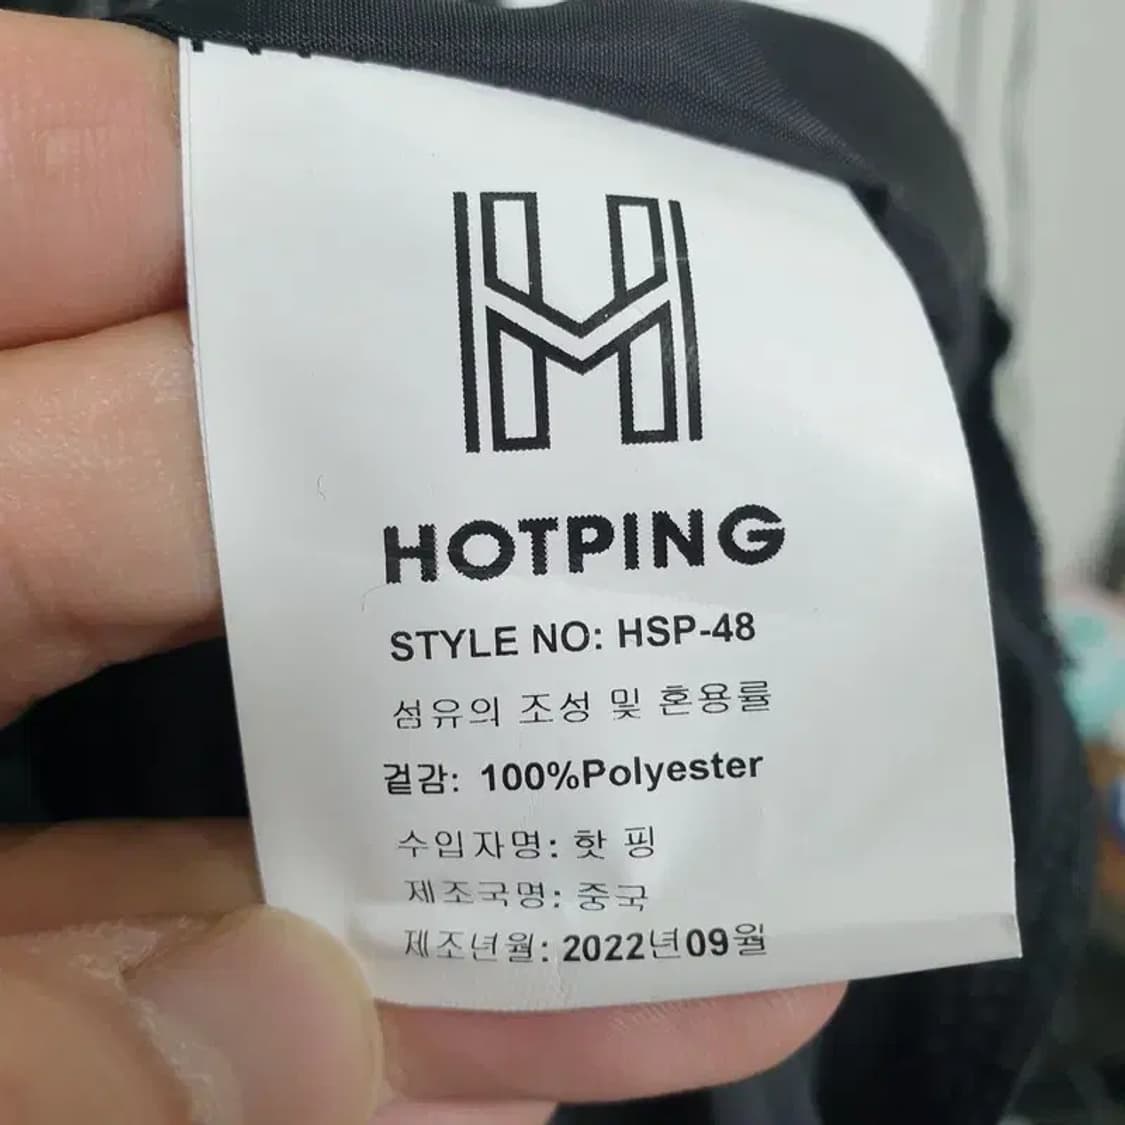 HOTPING
STYLE NO: HSP-48
섬유의 조성 및 혼용률
겉감: 100%Polyester
수입자명: 핫 핑
제조국명: 중국
제조년월: 2022년09월